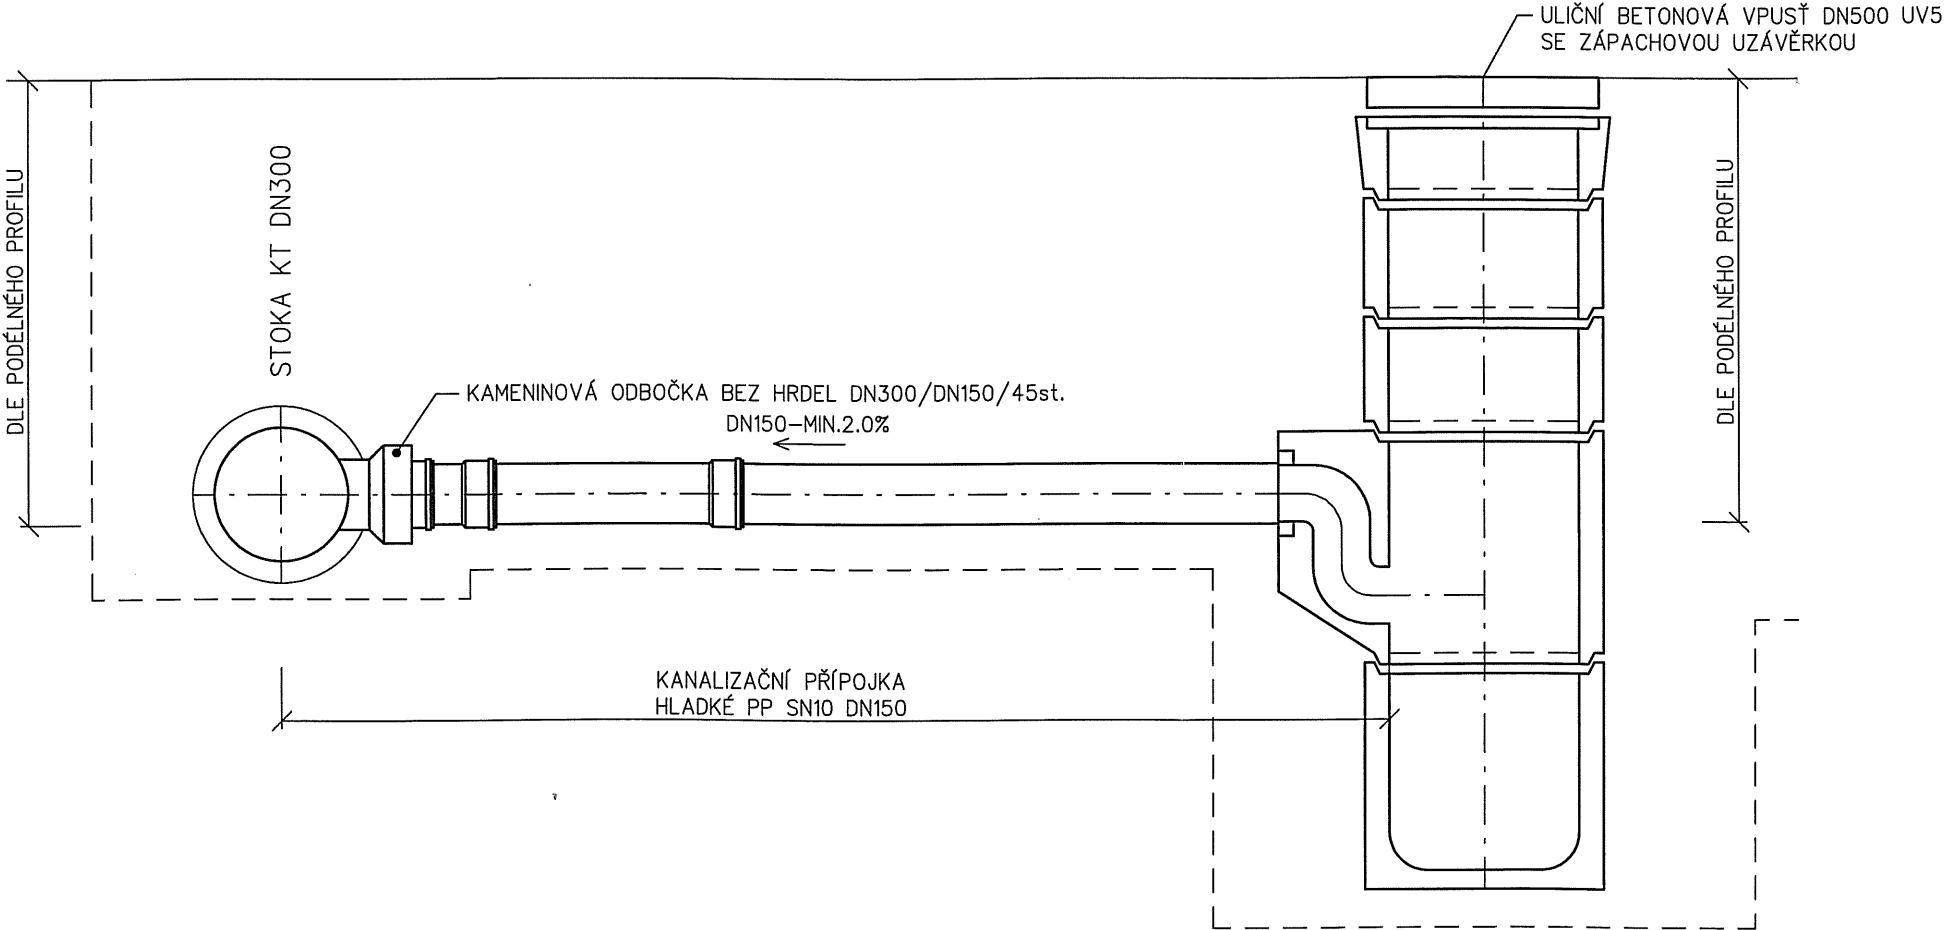 ULIČNÍ BETONOVÁ VPUSŤ DN500 UV5
SE ZÁPACHOVOU UZÁVĚRKOU
DLE PODÉLNÉHO PROFILU
STOKA KT DN300
DLE PODÉLNÉHO PROFILU
KAMENINOVÁ ODBOČKA BEZ HRDEL DN300/DN150/45st.
DN150-MIN.2.0%
KANALIZAČNÍ PŘÍPOJKA
HLADKÉ PP SN10 DN150